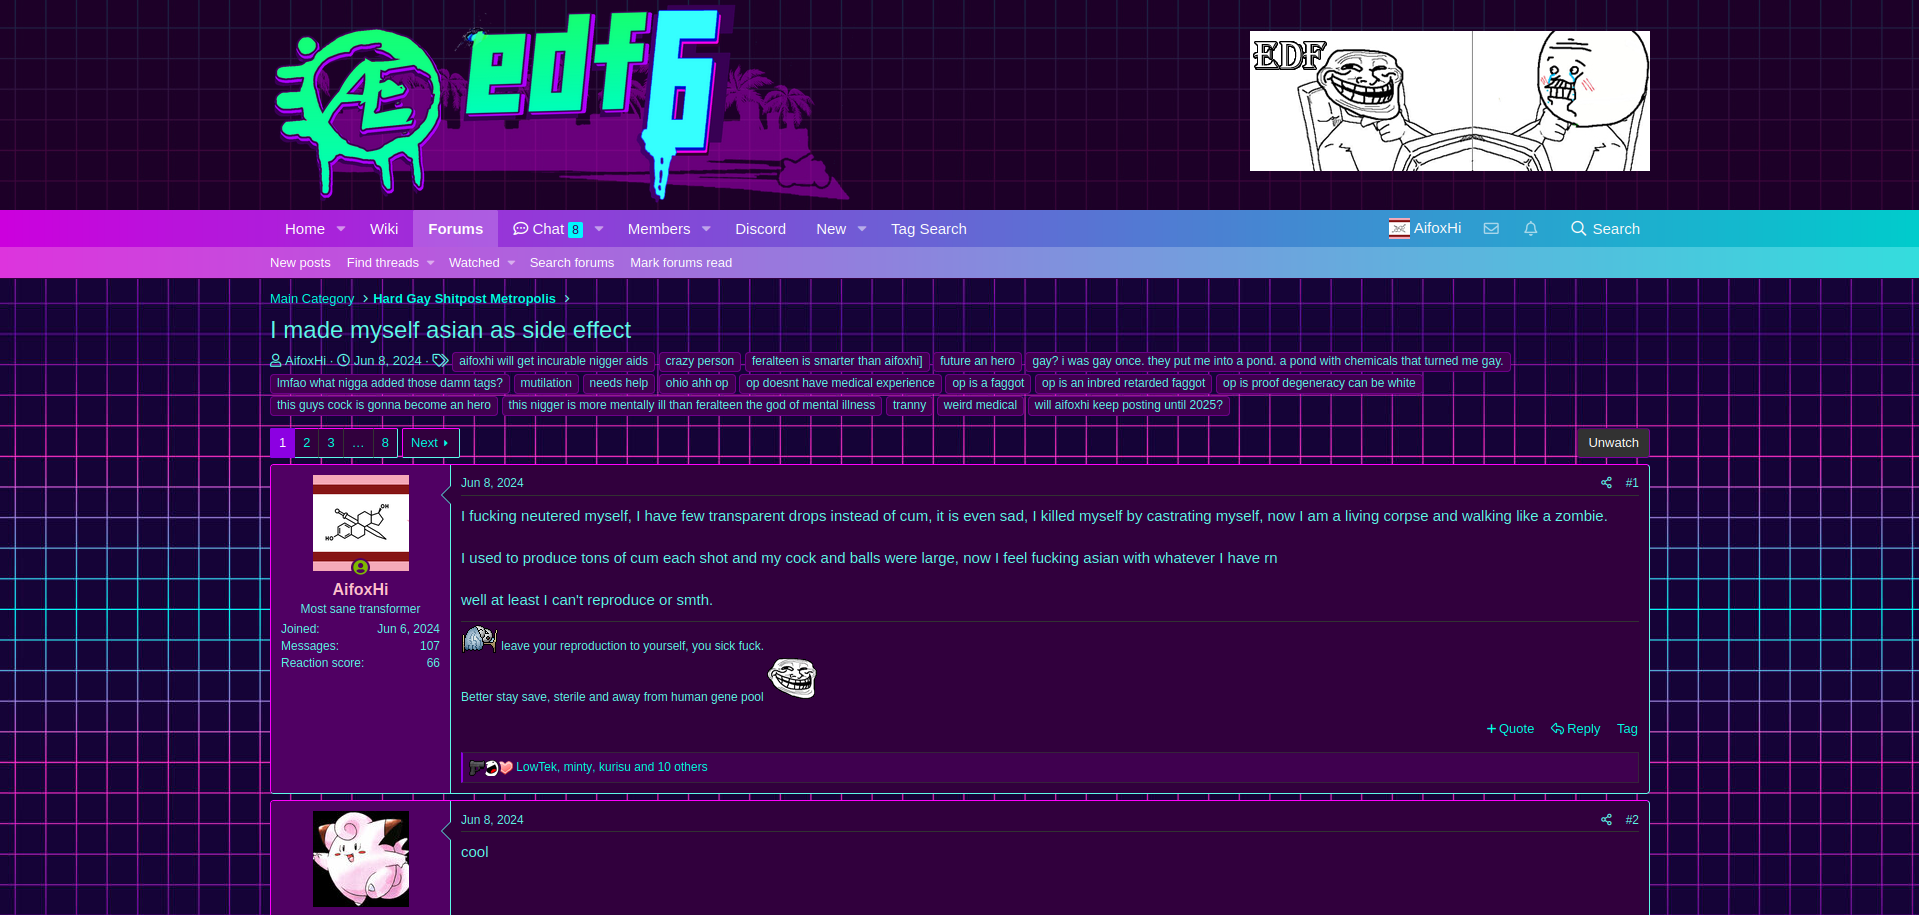 Æ edf6
EDF
Home Wiki Forums Chat 8 Members Discord New Tag Search AifoxHi Search
New posts Find threads Watched Search forums Mark forums read
Main Category > Hard Gay Shitpost Metropolis >
I made myself asian as side effect
AifoxHi · Jun 8, 2024 · aifoxhi will get incurable nigger aids crazy person feralteen is smarter than aifoxhi] future an hero gay? i was gay once. they put me into a pond. a pond with chemicals that turned me gay.
lmfao what nigga added those damn tags? mutilation needs help ohio ahh op op doesnt have medical experience op is a faggot op is an inbred retarded faggot op is proof degeneracy can be white
this guys cock is gonna become an hero this nigger is more mentally ill than feralteen the god of mental illness tranny weird medical will aifoxhi keep posting until 2025?
1 2 3 … 8 Next Unwatch
Jun 8, 2024 #1
I fucking neutered myself, I have few transparent drops instead of cum, it is even sad, I killed myself by castrating myself, now I am a living corpse and walking like a zombie.
I used to produce tons of cum each shot and my cock and balls were large, now I feel fucking asian with whatever I have rn
well at least I can't reproduce or smth.
OH
HO
AifoxHi
Most sane transformer
Joined: Jun 6, 2024
Messages: 107
Reaction score: 66
leave your reproduction to yourself, you sick fuck.
Better stay save, sterile and away from human gene pool
Quote Reply Tag
LowTek, minty, kurisu and 10 others
Jun 8, 2024 #2
cool